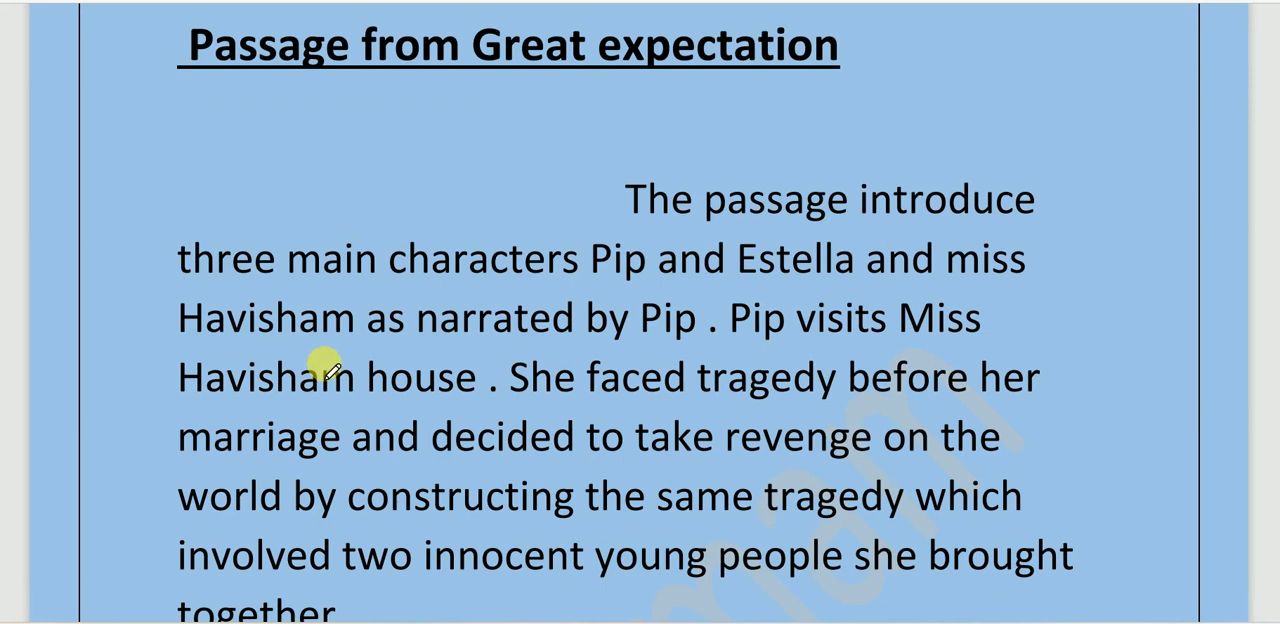 Passage from Great expectation
The passage introduce
three main characters Pip and Estella and miss
Havisham as narrated by Pip . Pip visits Miss
Havisham house . She faced tragedy before her
marriage and decided to take revenge on the
world by constructing the same tragedy which
involved two innocent young people she brought
together